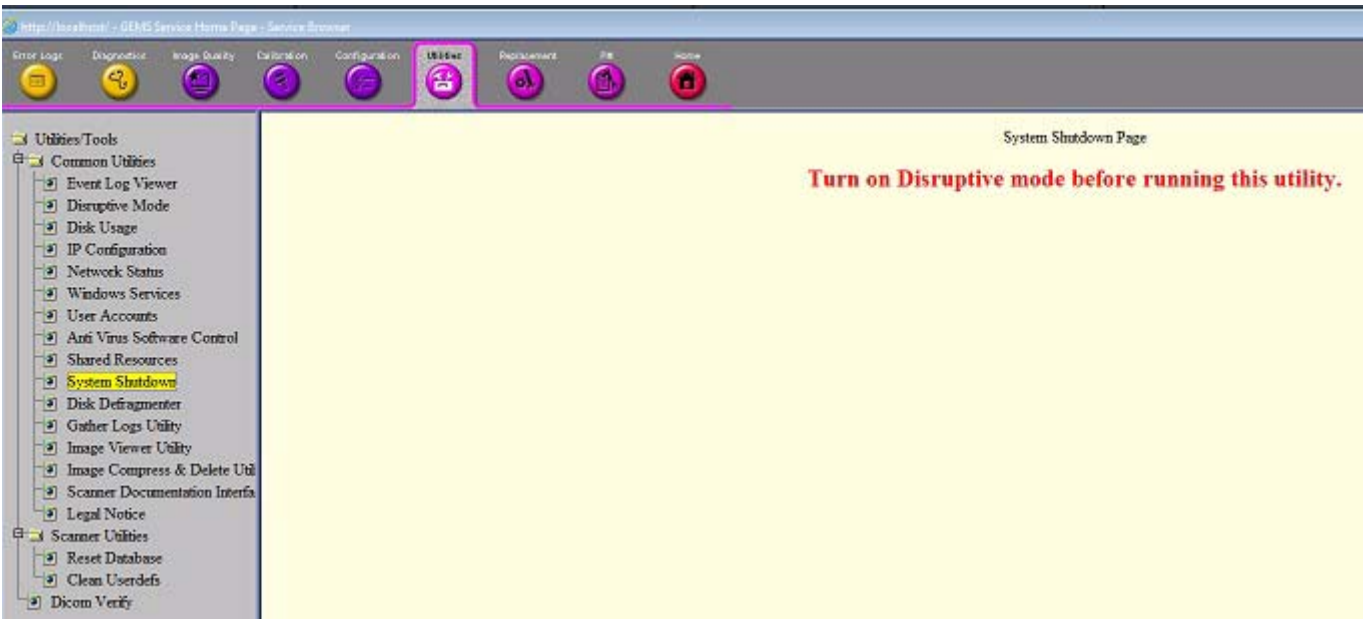 http://localhost/ - GEMS Service Home Page - Service Browser
Error Logs Diagnostics Image Quality Calibration Configuration Utilities Replacement PM Home
Utilities/Tools
System Shutdown Page
Common Utilities
Turn on Disruptive mode before running this utility.
Event Log Viewer
Disruptive Mode
Disk Usage
IP Configuration
Network Status
Windows Services
User Accounts
Anti Virus Software Control
Shared Resources
System Shutdown
Disk Defragmenter
Gather Logs Utility
Image Viewer Utility
Image Compress & Delete Util
Scanner Documentation Interfa
Legal Notice
Scanner Utilities
Reset Database
Clean Userdefs
Dicom Verify